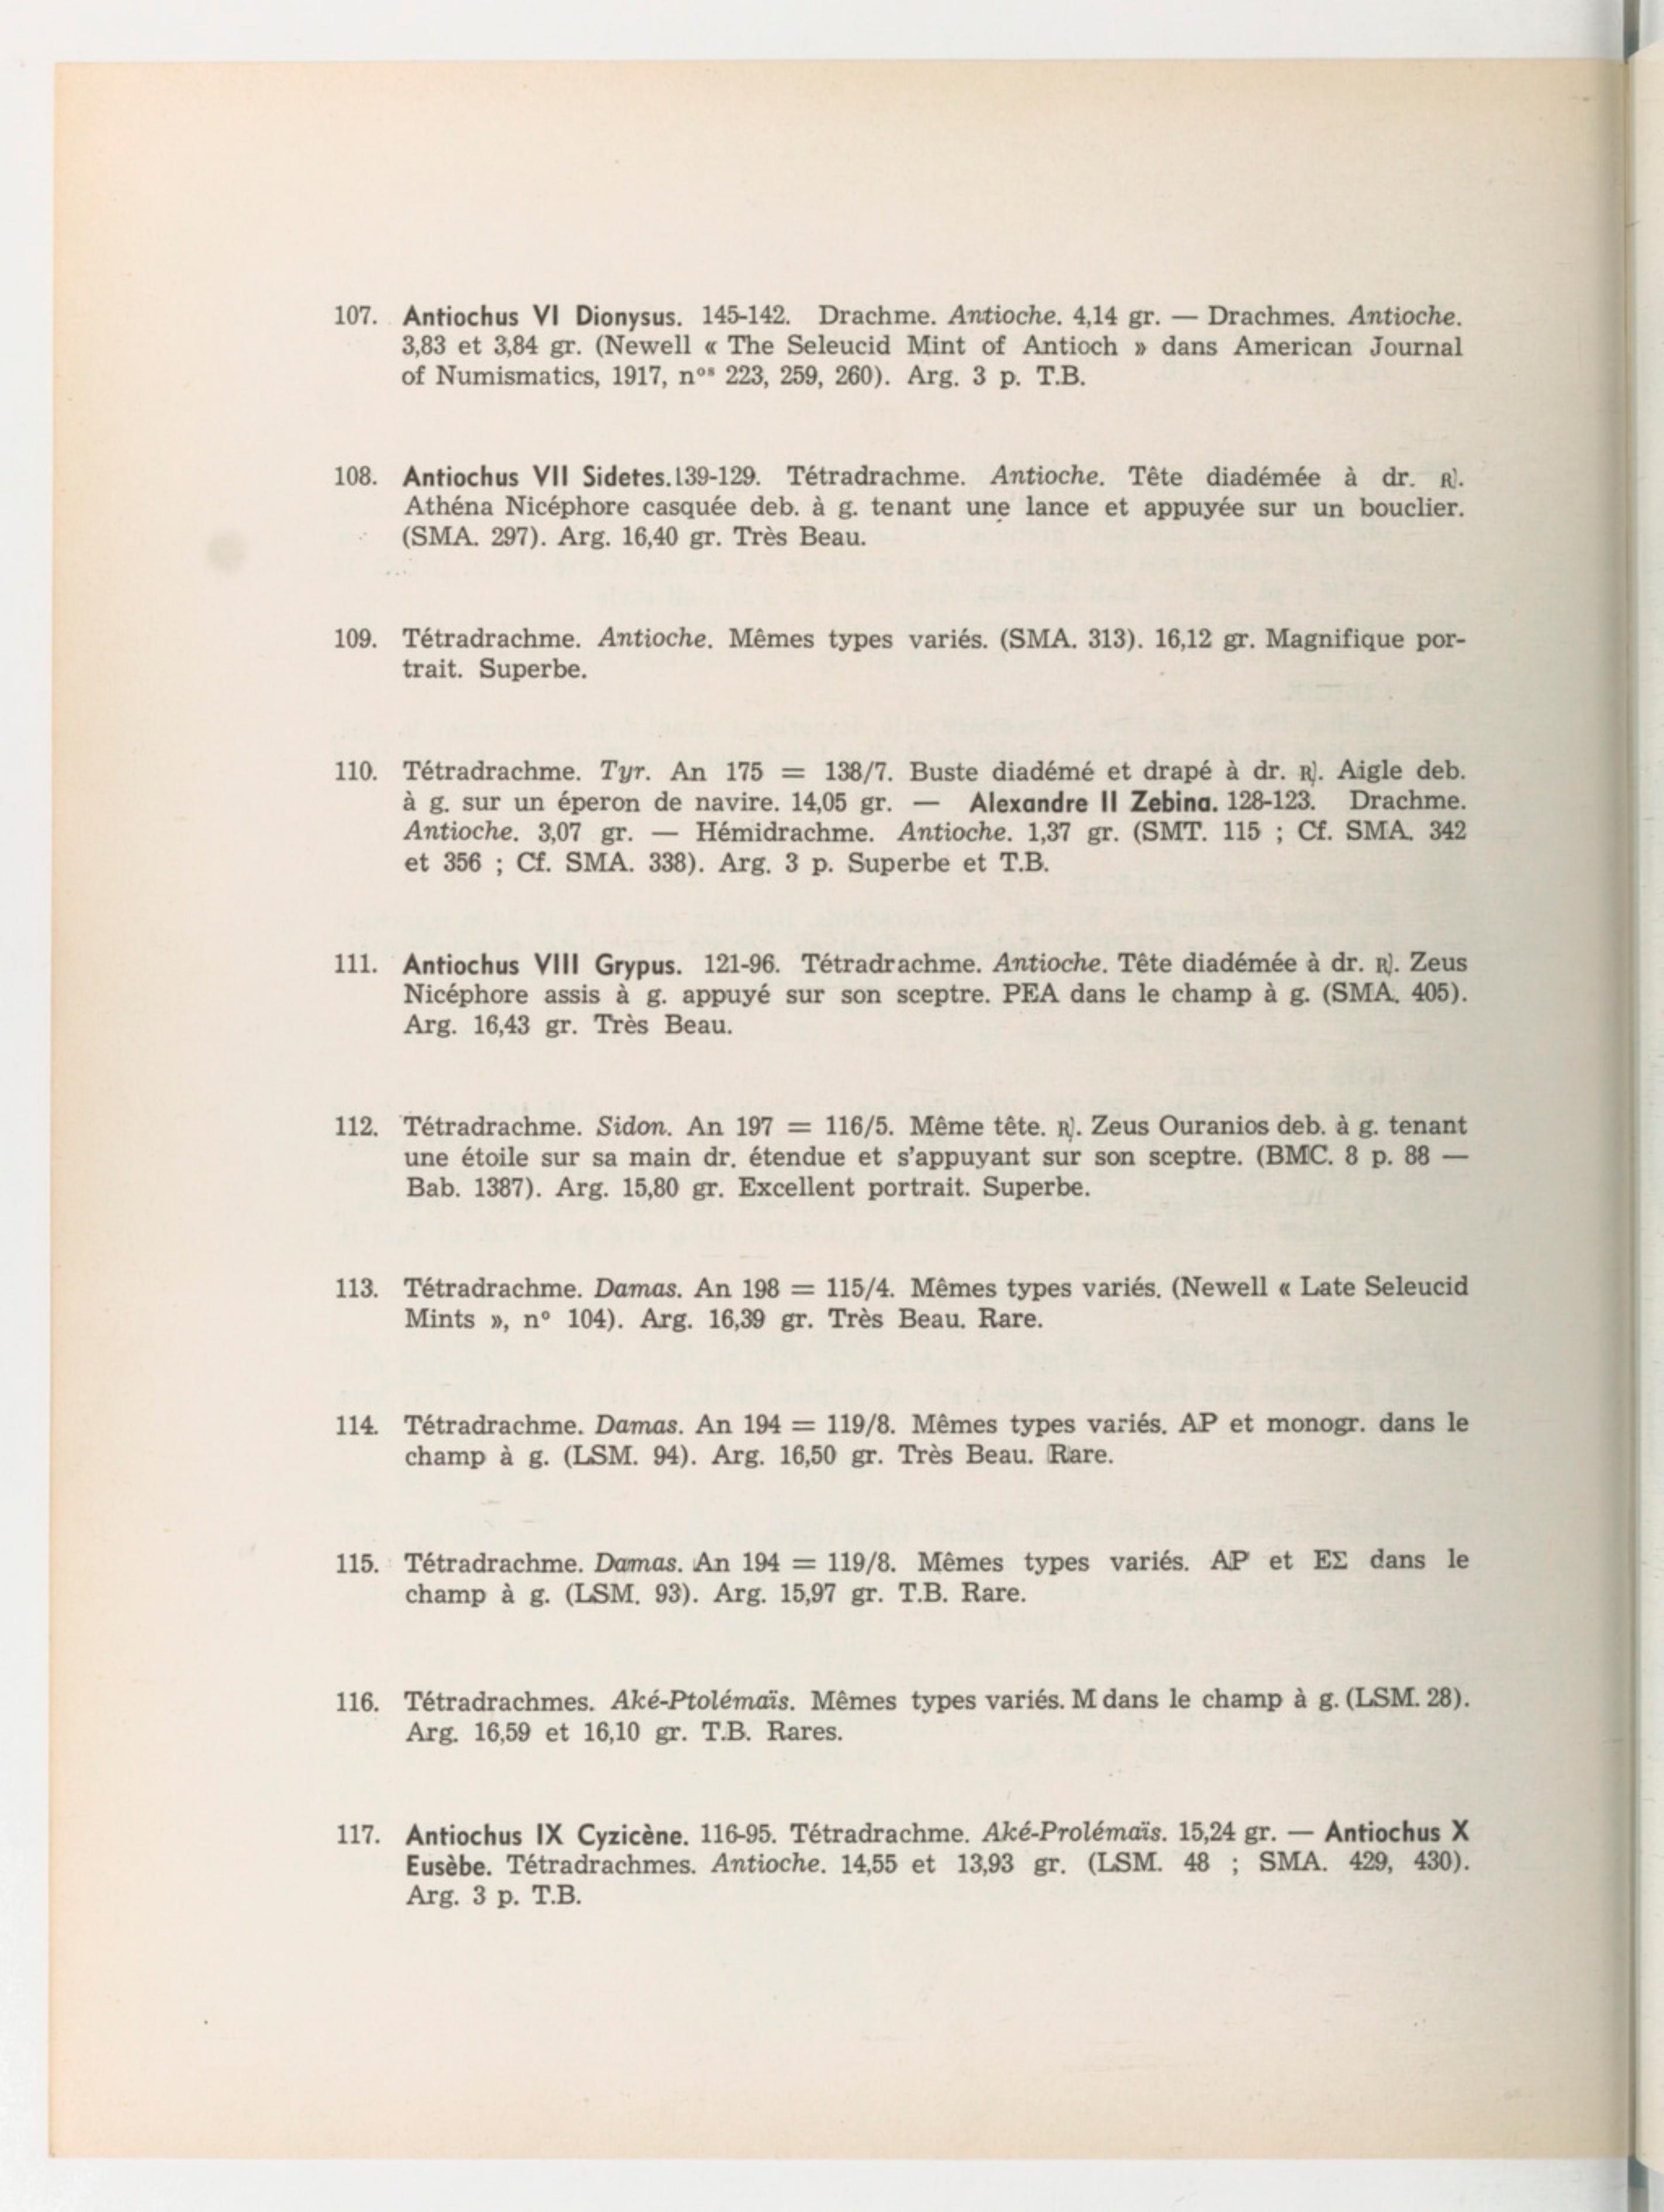 107. Antiochus VI Dionysus. 145-142. Drachme. Antioche. 4,14 gr. — Drachmes. Antioche.
3,83 et 3,84 gr. (Newell « The Seleucid Mint of Antioch » dans American Journal
of Numismatics, 1917, nᵒˢ 223, 259, 260). Arg. 3 p. T.B.
108. Antiochus VII Sidetes. 139-129. Tétradrachme. Antioche. Tête diadémée à dr. R).
Athéna Nicéphore casquée deb. à g. tenant une lance et appuyée sur un bouclier.
(SMA. 297). Arg. 16,40 gr. Très Beau.
109. Tétradrachme. Antioche. Mêmes types variés. (SMA. 313). 16,12 gr. Magnifique por-
trait. Superbe.
110. Tétradrachme. Tyr. An 175 = 138/7. Buste diadémé et drapé à dr. R). Aigle deb.
à g. sur un éperon de navire. 14,05 gr. — Alexandre II Zebina. 128-123. Drachme.
Antioche. 3,07 gr. — Hémidrachme. Antioche. 1,37 gr. (SMT. 115 ; Cf. SMA. 342
et 356 ; Cf. SMA. 338). Arg. 3 p. Superbe et T.B.
111. Antiochus VIII Grypus. 121-96. Tétradrachme. Antioche. Tête diadémée à dr. R). Zeus
Nicéphore assis à g. appuyé sur son sceptre. PEA dans le champ à g. (SMA. 405).
Arg. 16,43 gr. Très Beau.
112. Tétradrachme. Sidon. An 197 = 116/5. Même tête. R). Zeus Ouranios deb. à g. tenant
une étoile sur sa main dr. étendue et s'appuyant sur son sceptre. (BMC. 8 p. 88 —
Bab. 1387). Arg. 15,80 gr. Excellent portrait. Superbe.
113. Tétradrachme. Damas. An 198 = 115/4. Mêmes types variés. (Newell « Late Seleucid
Mints », nᵒ 104). Arg. 16,39 gr. Très Beau. Rare.
114. Tétradrachme. Damas. An 194 = 119/8. Mêmes types variés. AP et monogr. dans le
champ à g. (LSM. 94). Arg. 16,50 gr. Très Beau. Rare.
115. Tétradrachme. Damas. An 194 = 119/8. Mêmes types variés. AP et EΣ dans le
champ à g. (LSM. 93). Arg. 15,97 gr. T.B. Rare.
116. Tétradrachmes. Aké-Ptolémaïs. Mêmes types variés. M dans le champ à g. (LSM. 28).
Arg. 16,59 et 16,10 gr. T.B. Rares.
117. Antiochus IX Cyzicène. 116-95. Tétradrachme. Aké-Prolémaïs. 15,24 gr. — Antiochus X
Eusèbe. Tétradrachmes. Antioche. 14,55 et 13,93 gr. (LSM. 48 ; SMA. 429, 430).
Arg. 3 p. T.B.